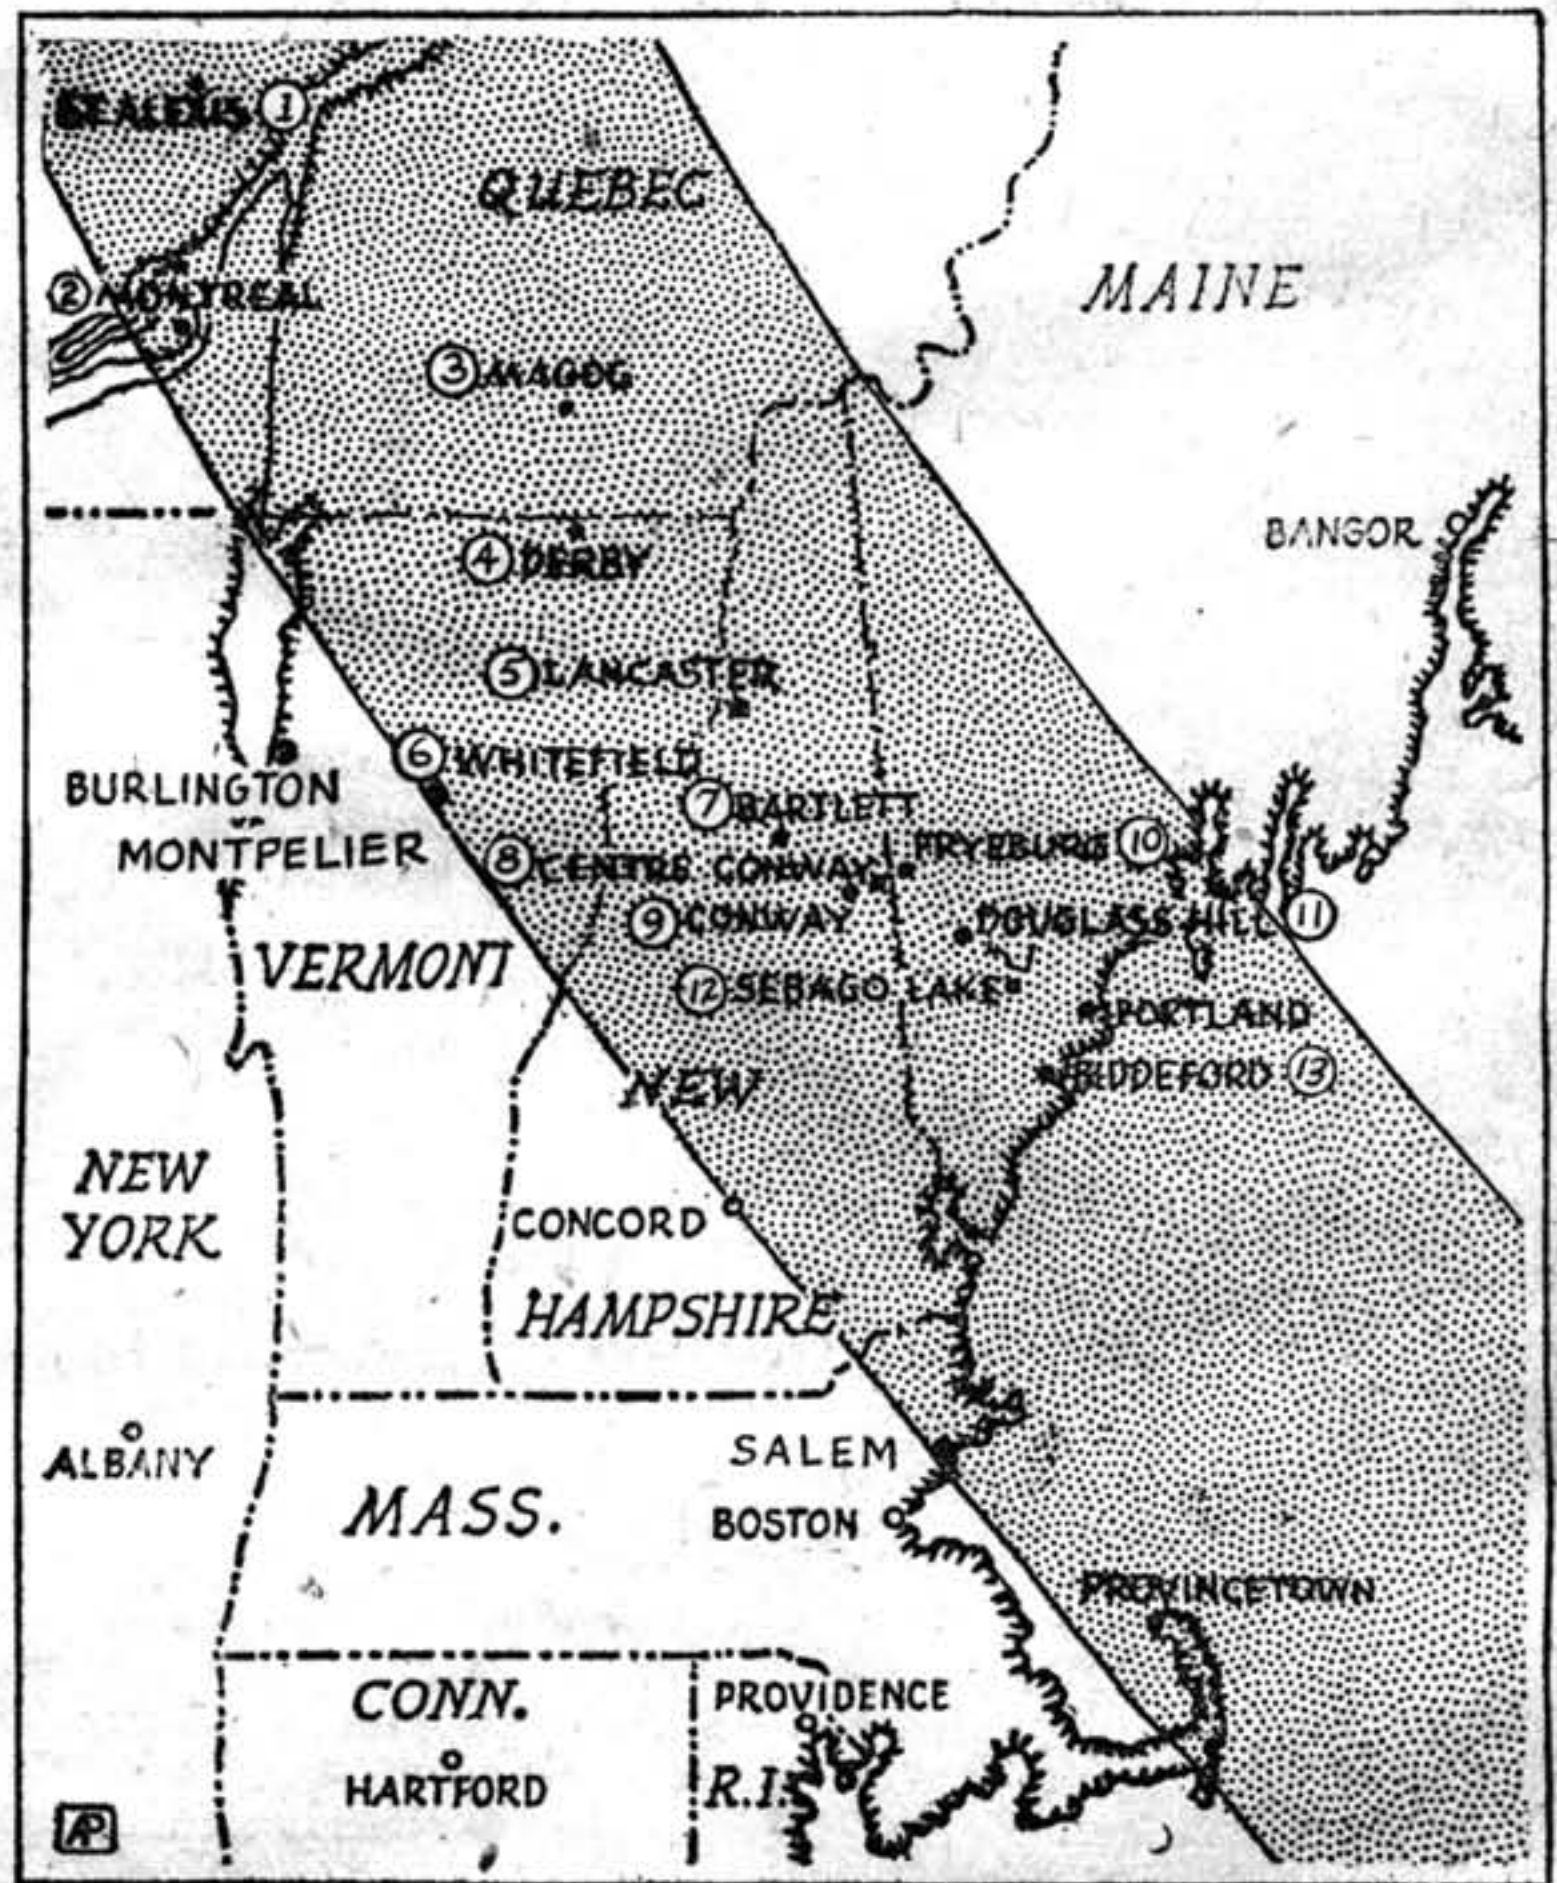 ①
QUEBEC
MAINE
② MONTREAL
③ MAGOG
BANGOR
④ DERBY
⑤ LANCASTER
⑥ WHITEFIELD
BURLINGTON
⑦ BARTLETT
MONTPELIER
⑧ CENTRE CONWAY
FRYEBURG ⑩
⑨ CONWAY
DOUGLASS HILL ⑪
VERMONT
⑫ SEBAGO LAKE
PORTLAND
NEW
BIDDEFORD ⑬
NEW
YORK
CONCORD
HAMPSHIRE
ALBANY
SALEM
MASS.
BOSTON
PROVINCETOWN
CONN.
PROVIDENCE
HARTFORD
R.I.
AP